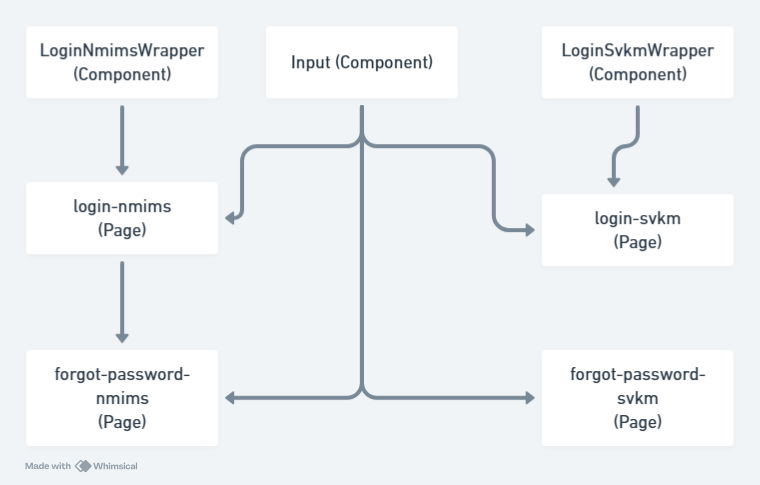 LoginNmimsWrapper
(Component)
Input (Component)
LoginSvkmWrapper
(Component)
login-nmims
(Page)
login-svkm
(Page)
forgot-password-
nmims
(Page)
forgot-password-
svkm
(Page)
Made with Whimsical